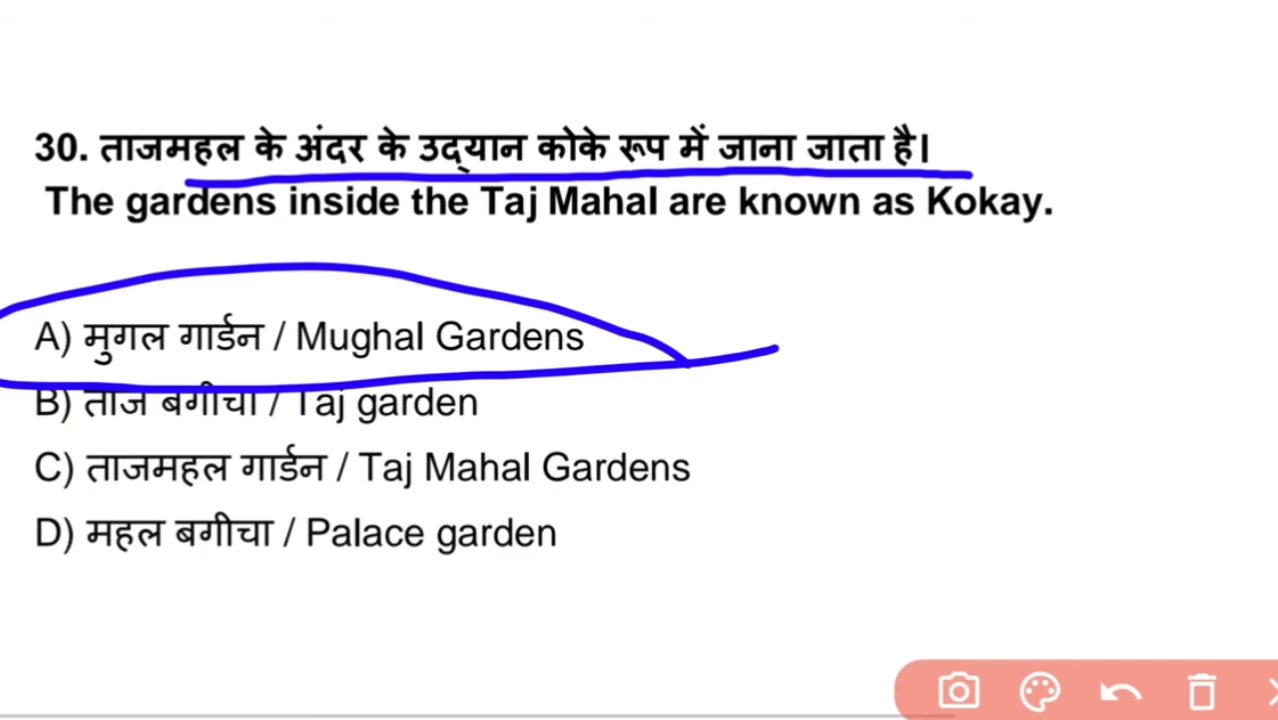 30. ताजमहल के अंदर के उद्यान कोके रूप में जाना जाता है।
The gardens inside the Taj Mahal are known as Kokay.
A) मुगल गार्डन / Mughal Gardens
B) ताज बगीचा / Taj garden
C) ताजमहल गार्डन / Taj Mahal Gardens
D) महल बगीचा / Palace garden